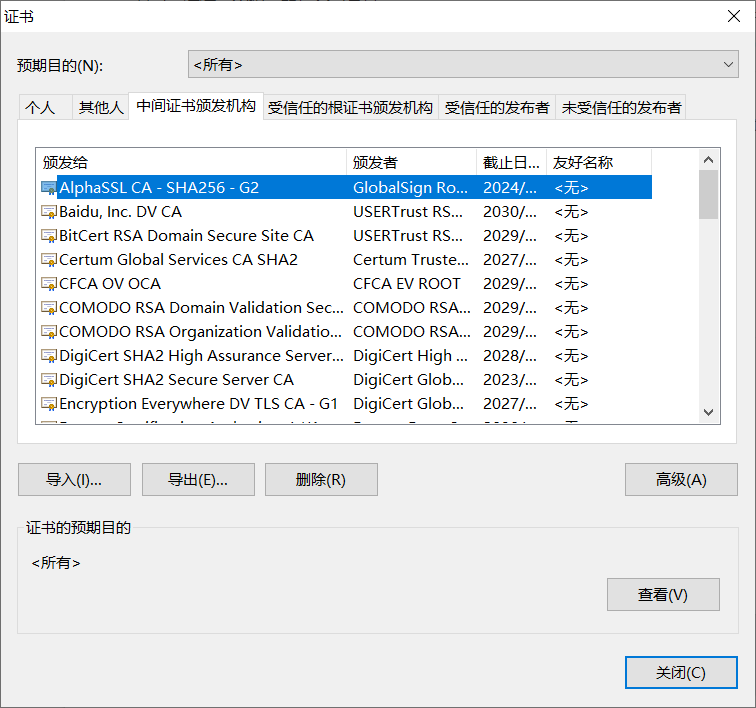 证书
预期目的(N):
<所有>
个人 其他人 中间证书颁发机构 受信任的根证书颁发机构 受信任的发布者 未受信任的发布者
颁发给 颁发者 截止日... 友好名称
AlphaSSL CA - SHA256 - G2 GlobalSign Ro... 2024/... <无>
Baidu, Inc. DV CA USERTrust RS... 2030/... <无>
BitCert RSA Domain Secure Site CA USERTrust RS... 2029/... <无>
Certum Global Services CA SHA2 Certum Truste... 2027/... <无>
CFCA OV OCA CFCA EV ROOT 2029/... <无>
COMODO RSA Domain Validation Sec... COMODO RSA... 2029/... <无>
COMODO RSA Organization Validatio... COMODO RSA... 2029/... <无>
DigiCert SHA2 High Assurance Server... DigiCert High ... 2028/... <无>
DigiCert SHA2 Secure Server CA DigiCert Glob... 2023/... <无>
Encryption Everywhere DV TLS CA - G1 DigiCert Glob... 2027/... <无>
导入(I)... 导出(E)... 删除(R) 高级(A)
证书的预期目的
<所有>
查看(V)
关闭(C)